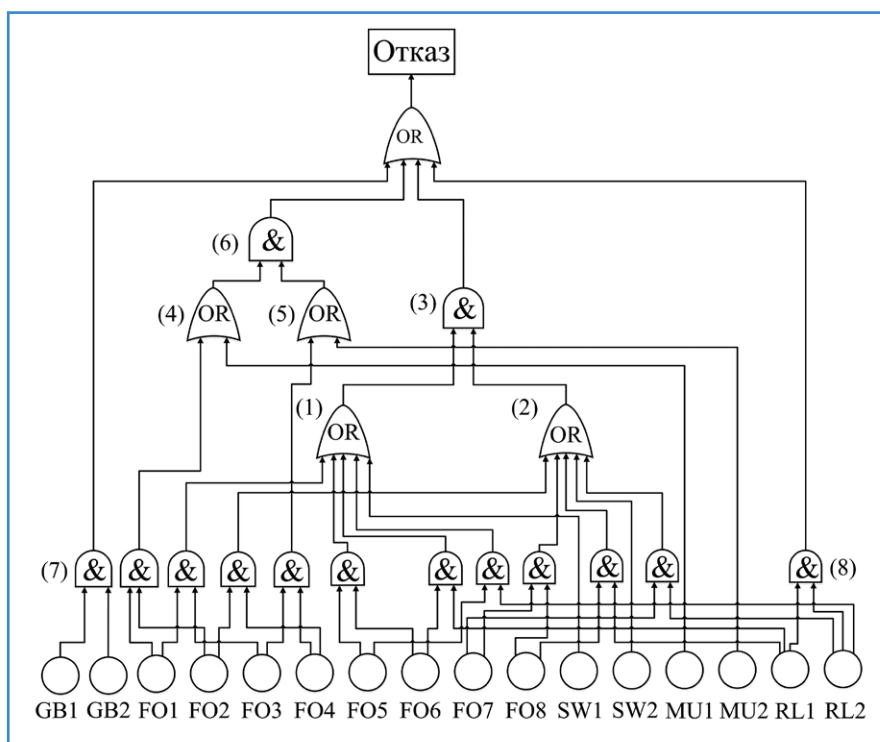 Отказ
OR
(6) &
(4) OR (5) OR (3) &
(1) OR (2) OR
(7) & & & & & & & & & & & & (8)
GB1 GB2 FO1 FO2 FO3 FO4 FO5 FO6 FO7 FO8 SW1 SW2 MU1 MU2 RL1 RL2